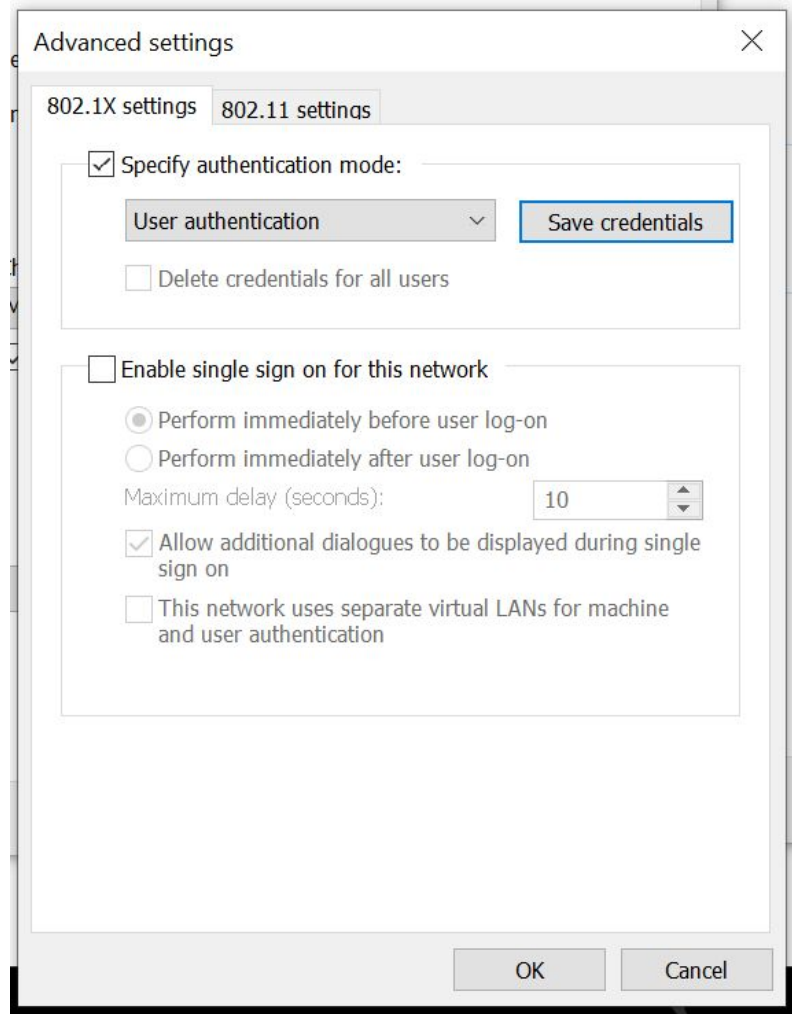 Advanced settings
802.1X settings
802.11 settings
Specify authentication mode:
User authentication
Save credentials
Delete credentials for all users
Enable single sign on for this network
Perform immediately before user log-on
Perform immediately after user log-on
Maximum delay (seconds):
10
Allow additional dialogues to be displayed during single
sign on
This network uses separate virtual LANs for machine
and user authentication
OK
Cancel